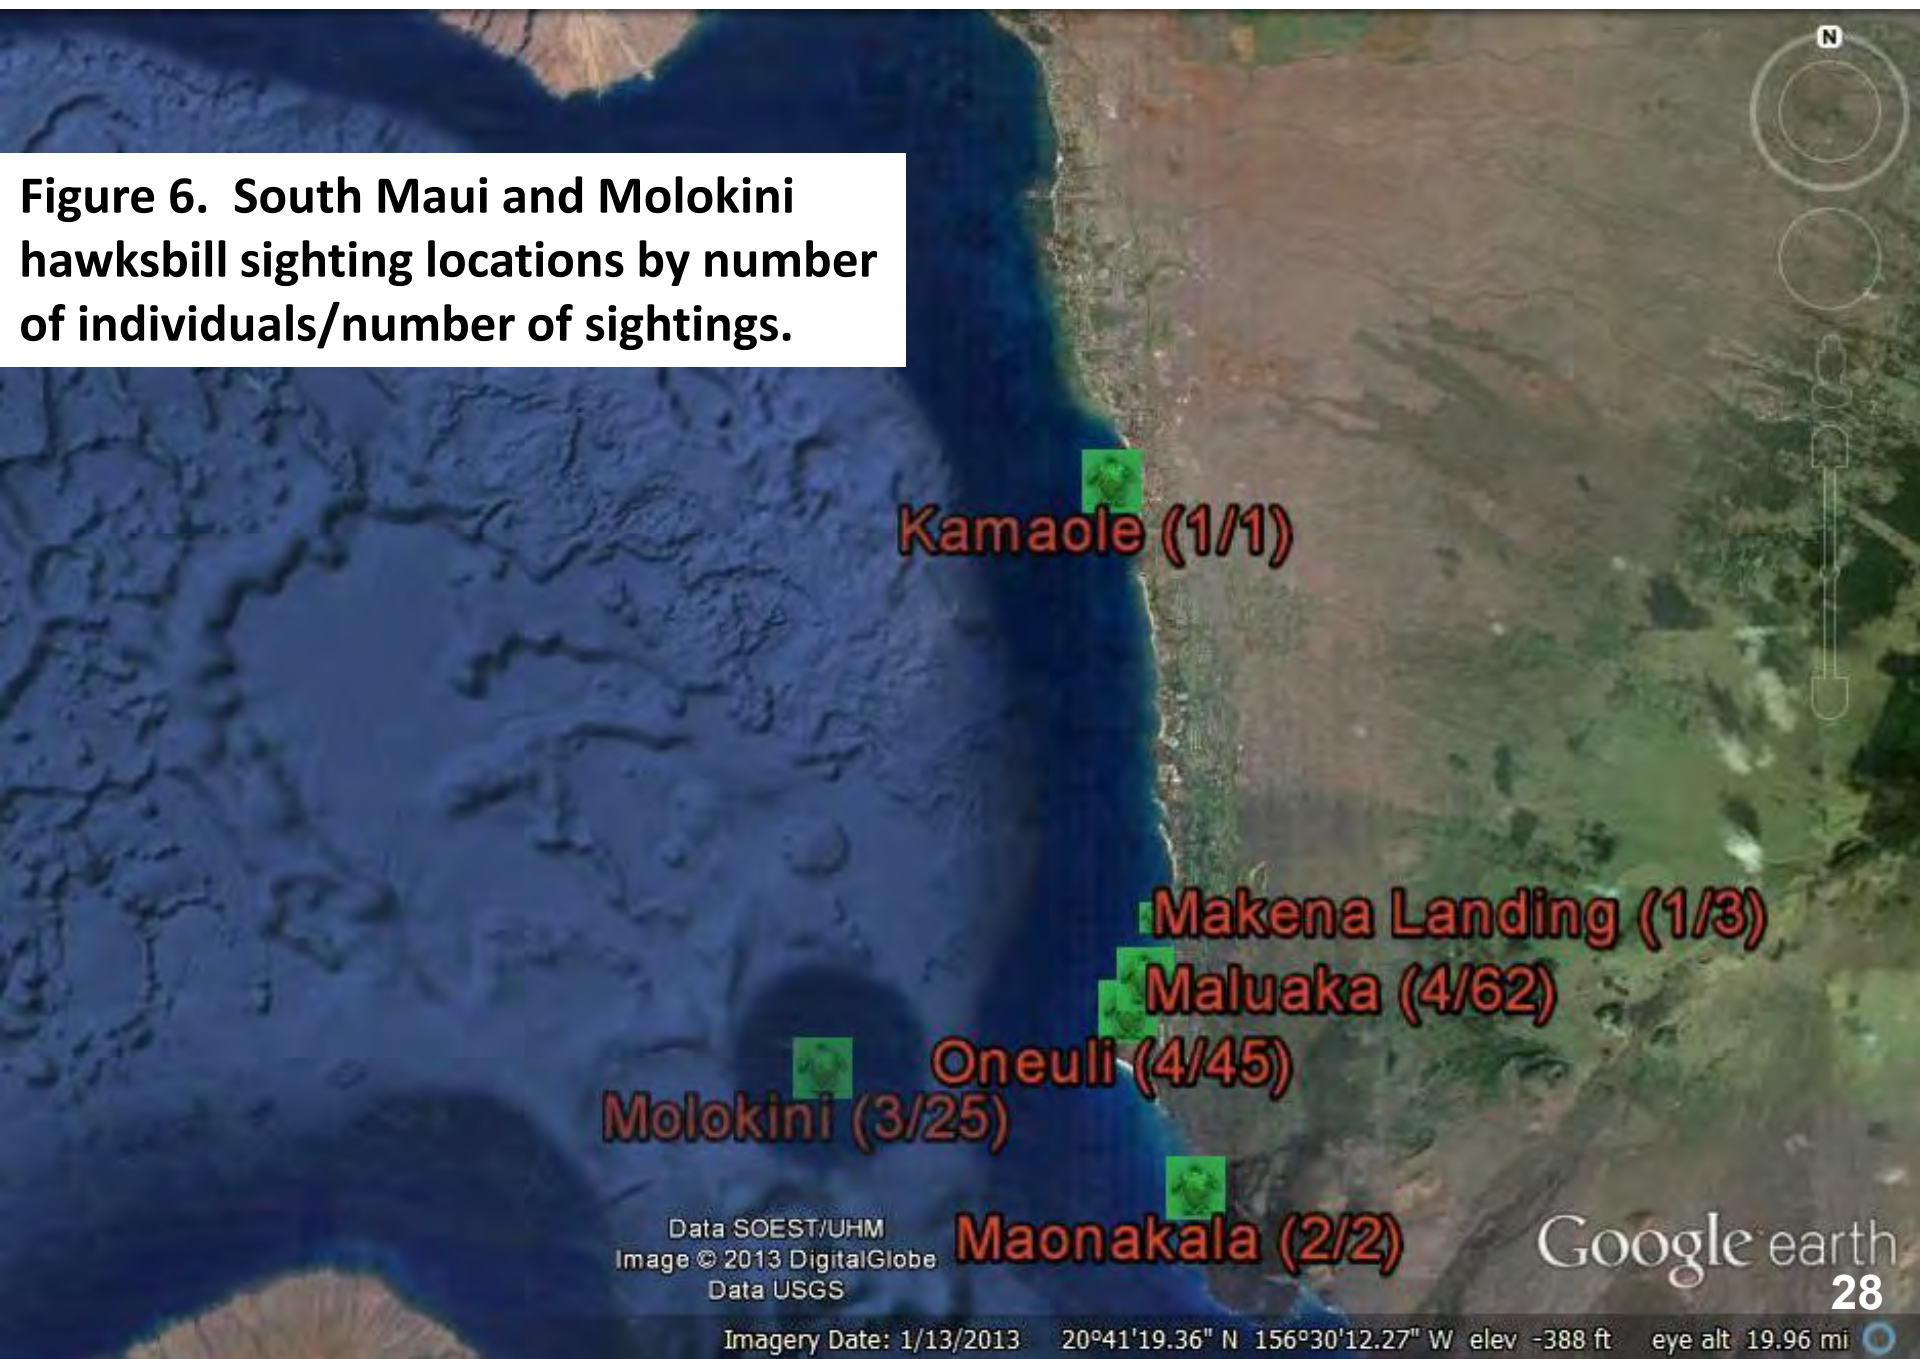 N
Figure 6.  South Maui and Molokini
hawksbill sighting locations by number
of individuals/number of sightings.
Kamaole (1/1)
Makena Landing (1/3)
Maluaka (4/62)
Oneuli (4/45)
Molokini (3/25)
Maonakala (2/2)
Data SOEST/UHM
Image © 2013 DigitalGlobe
Data USGS
Google earth
28
Imagery Date: 1/13/2013 20°41'19.36" N 156°30'12.27" W elev -388 ft eye alt 19.96 mi